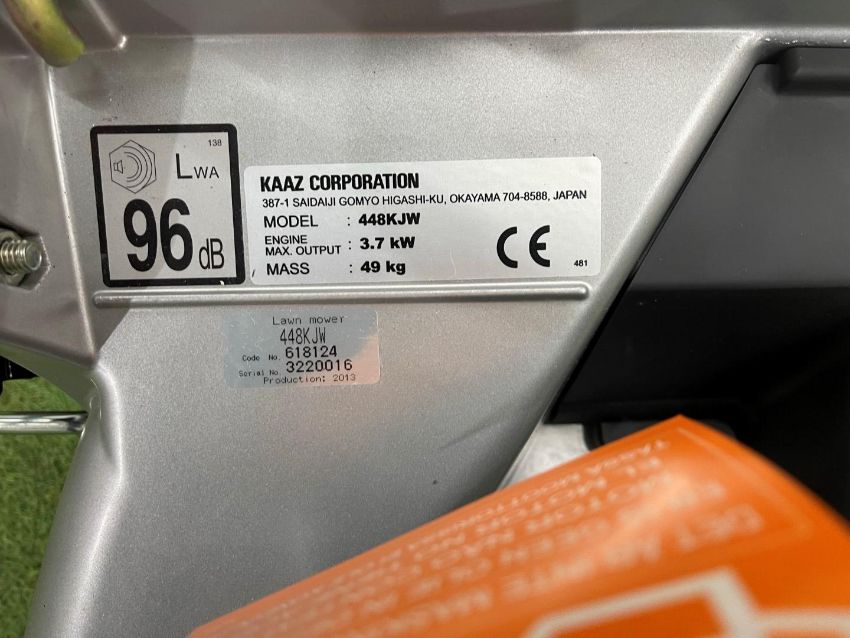 138
LWA
96 dB
KAAZ CORPORATION
387-1 SAIDAIJI GOMYO HIGASHI-KU, OKAYAMA 704-8588, JAPAN
MODEL : 448KJW
ENGINE
MAX. OUTPUT : 3.7 kW
MASS : 49 kg
CE
481
Lawn mower
448KJW
Code No. 618124
Serial No. 3220016
Production: 2013